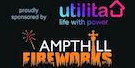 proudly
sponsored by
utilita
life with power
AMPTHILL
FIREWORKS